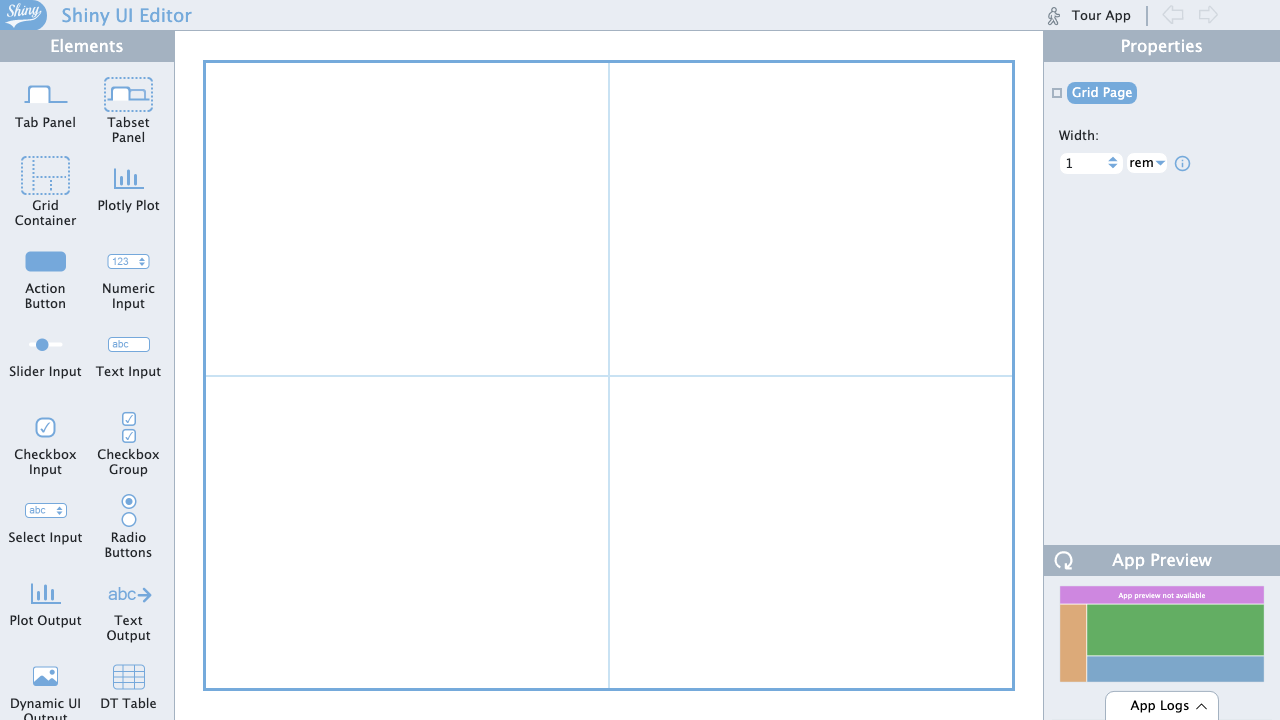 Shiny
Shiny UI Editor
Tour App
Elements
Properties
Tab Panel
Tabset
Panel
Grid
Container
Plotly Plot
Action
Button
123
Numeric
Input
Slider Input
abc
Text Input
Checkbox
Input
Checkbox
Group
abc
Select Input
Radio
Buttons
Plot Output
abc
Text
Output
Dynamic UI
Output
DT Table
Grid Page
Width:
1
rem
App Preview
App preview not available
App Logs